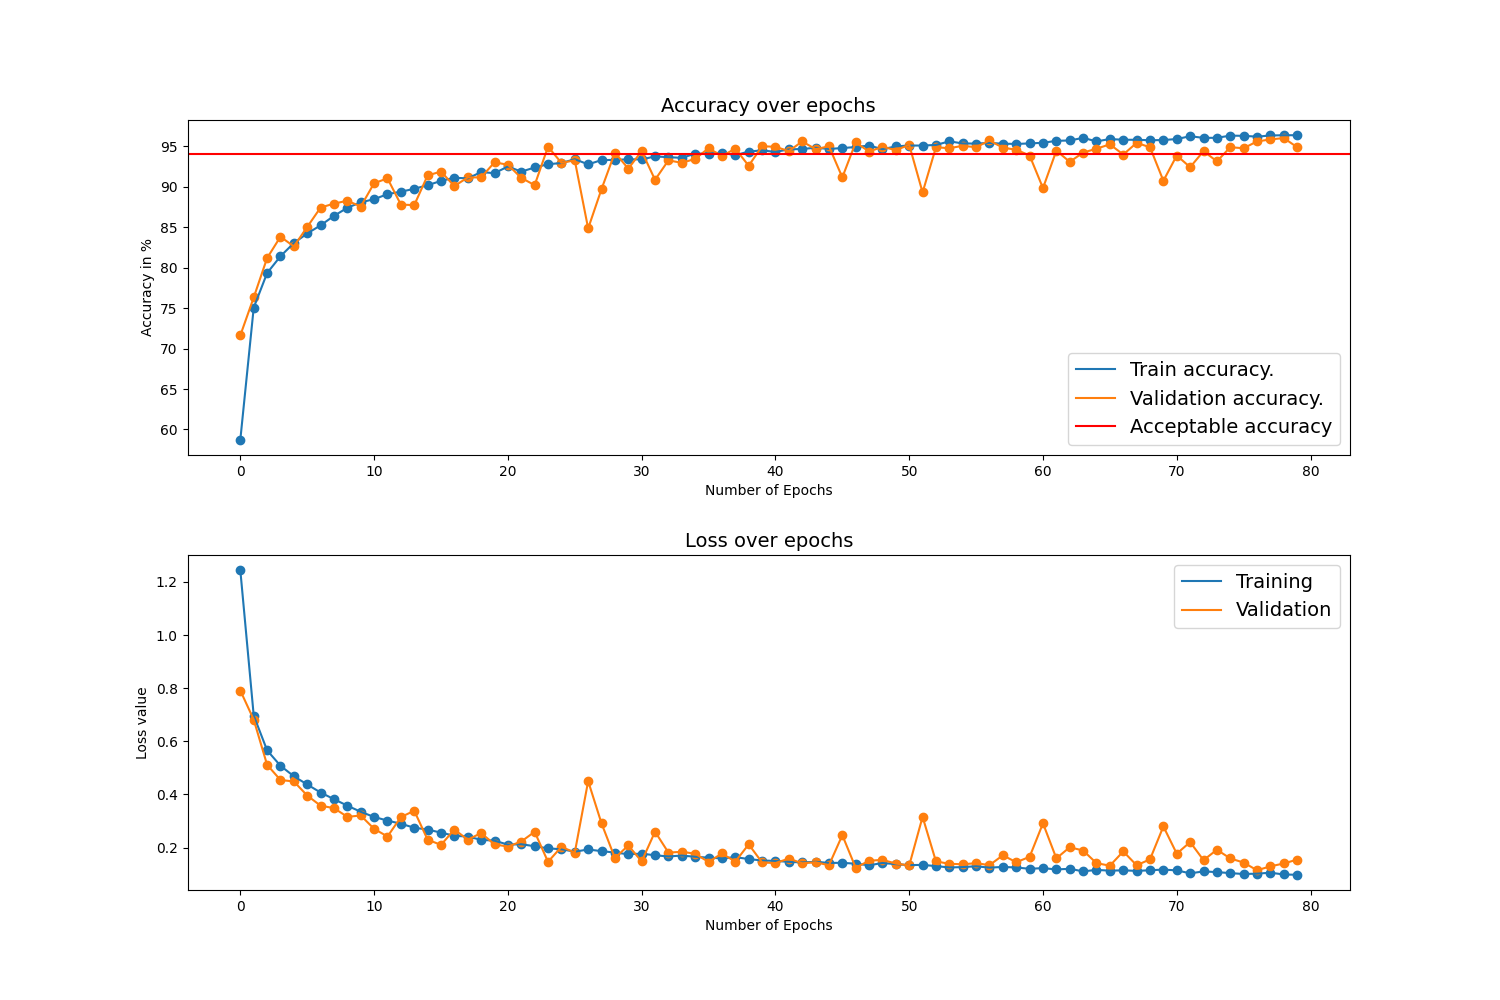 Accuracy over epochs
Accuracy in %
95
90
85
80
75
70
65
60
Train accuracy.
Validation accuracy.
Acceptable accuracy
0 10 20 30 40 50 60 70 80
Number of Epochs
Loss over epochs
Loss value
1.2
1.0
0.8
0.6
0.4
0.2
Training
Validation
0 10 20 30 40 50 60 70 80
Number of Epochs